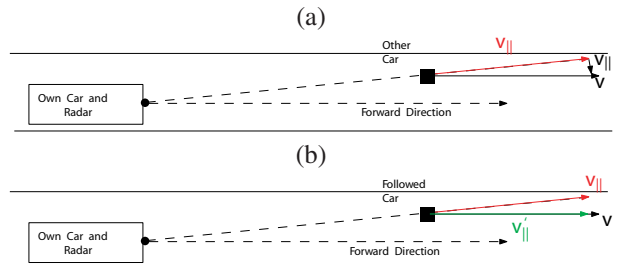 (a)
Other
Car
V||
V||
V
Own Car and
Radar
Forward Direction
(b)
Followed
Car
V||
V'||
V
Own Car and
Radar
Forward Direction